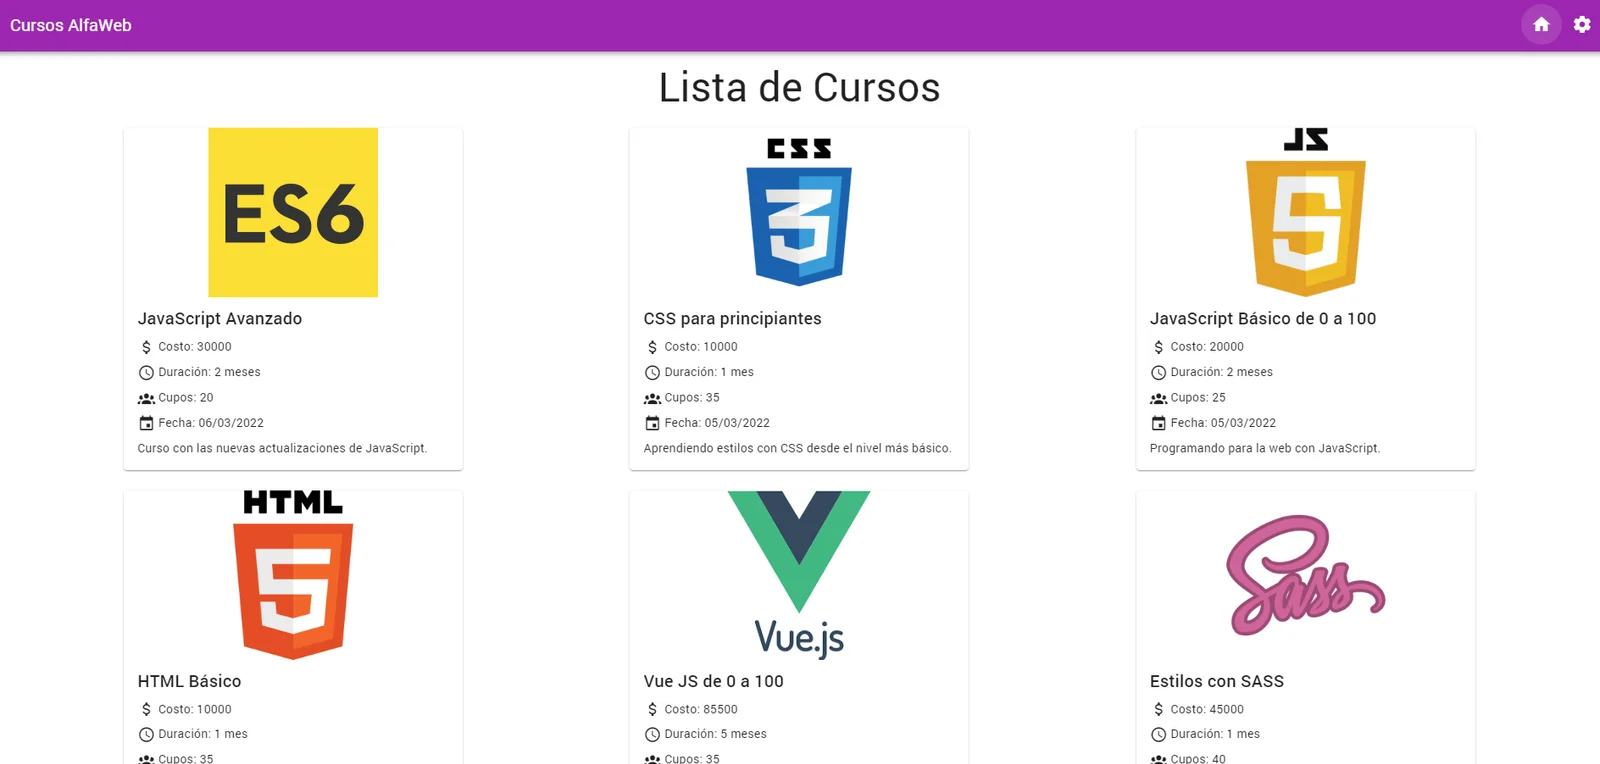 Cursos AlfaWeb
Lista de Cursos
ES6
JavaScript Avanzado
Costo: 30000
Duración: 2 meses
Cupos: 20
Fecha: 06/03/2022
Curso con las nuevas actualizaciones de JavaScript.
CSS
3
CSS para principiantes
Costo: 10000
Duración: 1 mes
Cupos: 35
Fecha: 05/03/2022
Aprendiendo estilos con CSS desde el nivel más básico.
JS
5
JavaScript Básico de 0 a 100
Costo: 20000
Duración: 2 meses
Cupos: 25
Fecha: 05/03/2022
Programando para la web con JavaScript.
HTML
5
HTML Básico
Costo: 10000
Duración: 1 mes
Cupos: 35
Vue.js
Vue JS de 0 a 100
Costo: 85500
Duración: 5 meses
Cupos: 35
Sass
Estilos con SASS
Costo: 45000
Duración: 1 mes
Cupos: 40